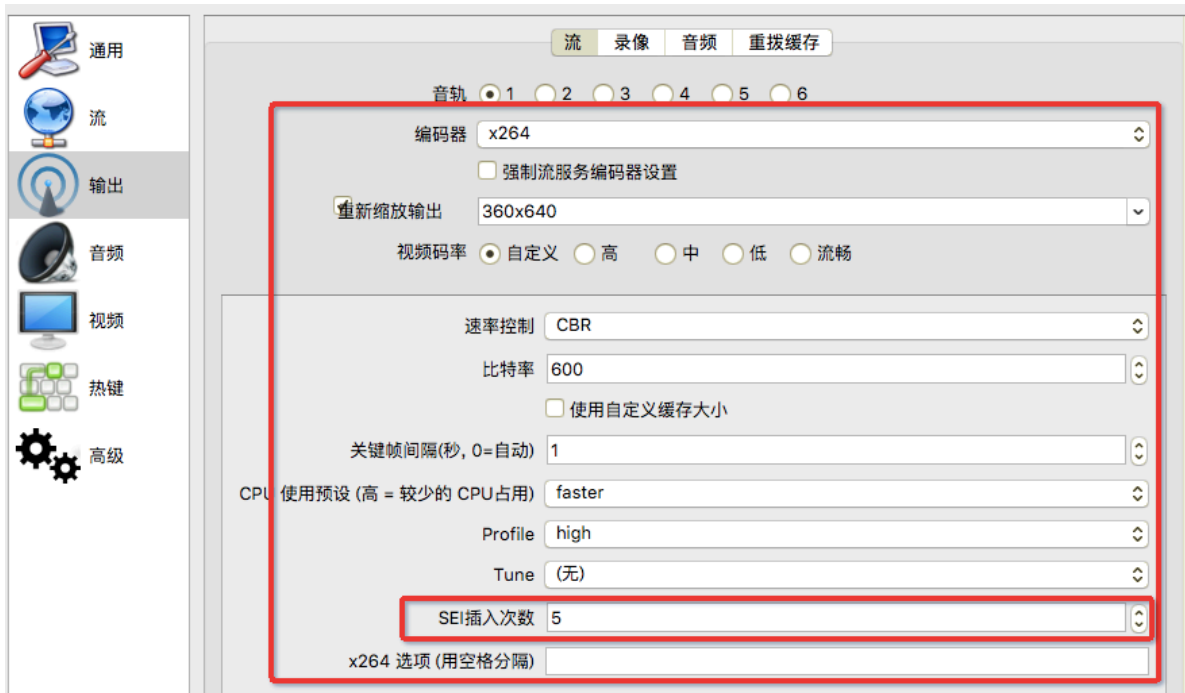 通用
流
输出
音频
视频
热键
高级
流 录像 音频 重拨缓存
音轨 1 2 3 4 5 6
编码器 x264
强制流服务编码器设置
重新缩放输出 360x640
视频码率 自定义 高 中 低 流畅
速率控制 CBR
比特率 600
使用自定义缓存大小
关键帧间隔(秒, 0=自动) 1
CPU 使用预设 (高 = 较少的 CPU占用) faster
Profile high
Tune (无)
SEI插入次数 5
x264 选项 (用空格分隔)